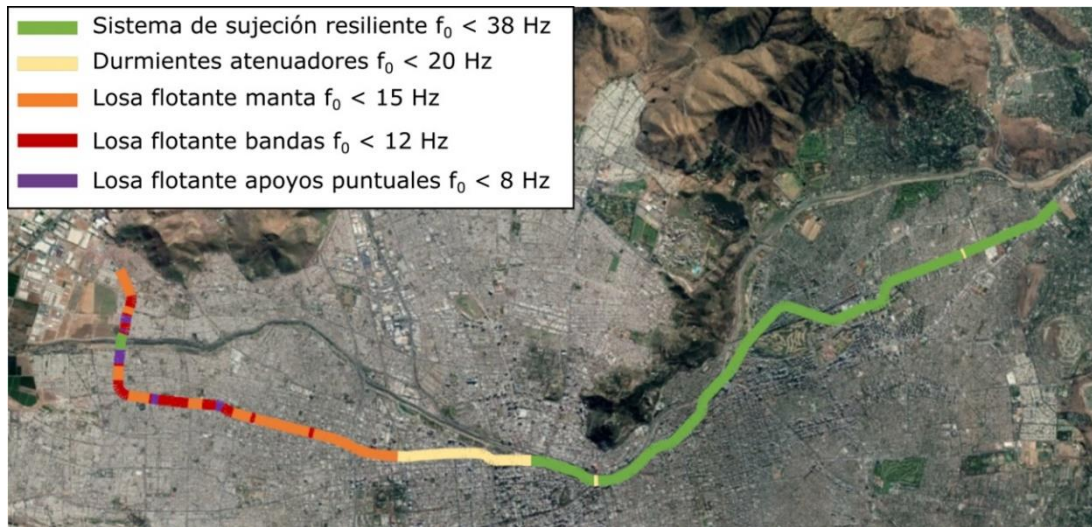 Sistema de sujeción resiliente f₀ < 38 Hz
Durmientes atenuadores f₀ < 20 Hz
Losa flotante manta f₀ < 15 Hz
Losa flotante bandas f₀ < 12 Hz
Losa flotante apoyos puntuales f₀ < 8 Hz